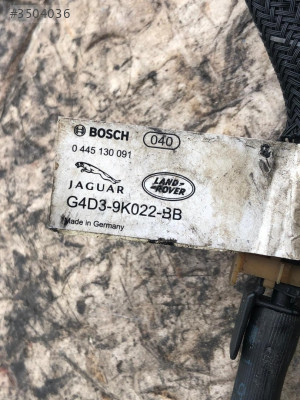 #3504036
BOSCH 040
0 445 130 091
JAGUAR LAND-ROVER
G4D3-9K022-BB
Made in Germany